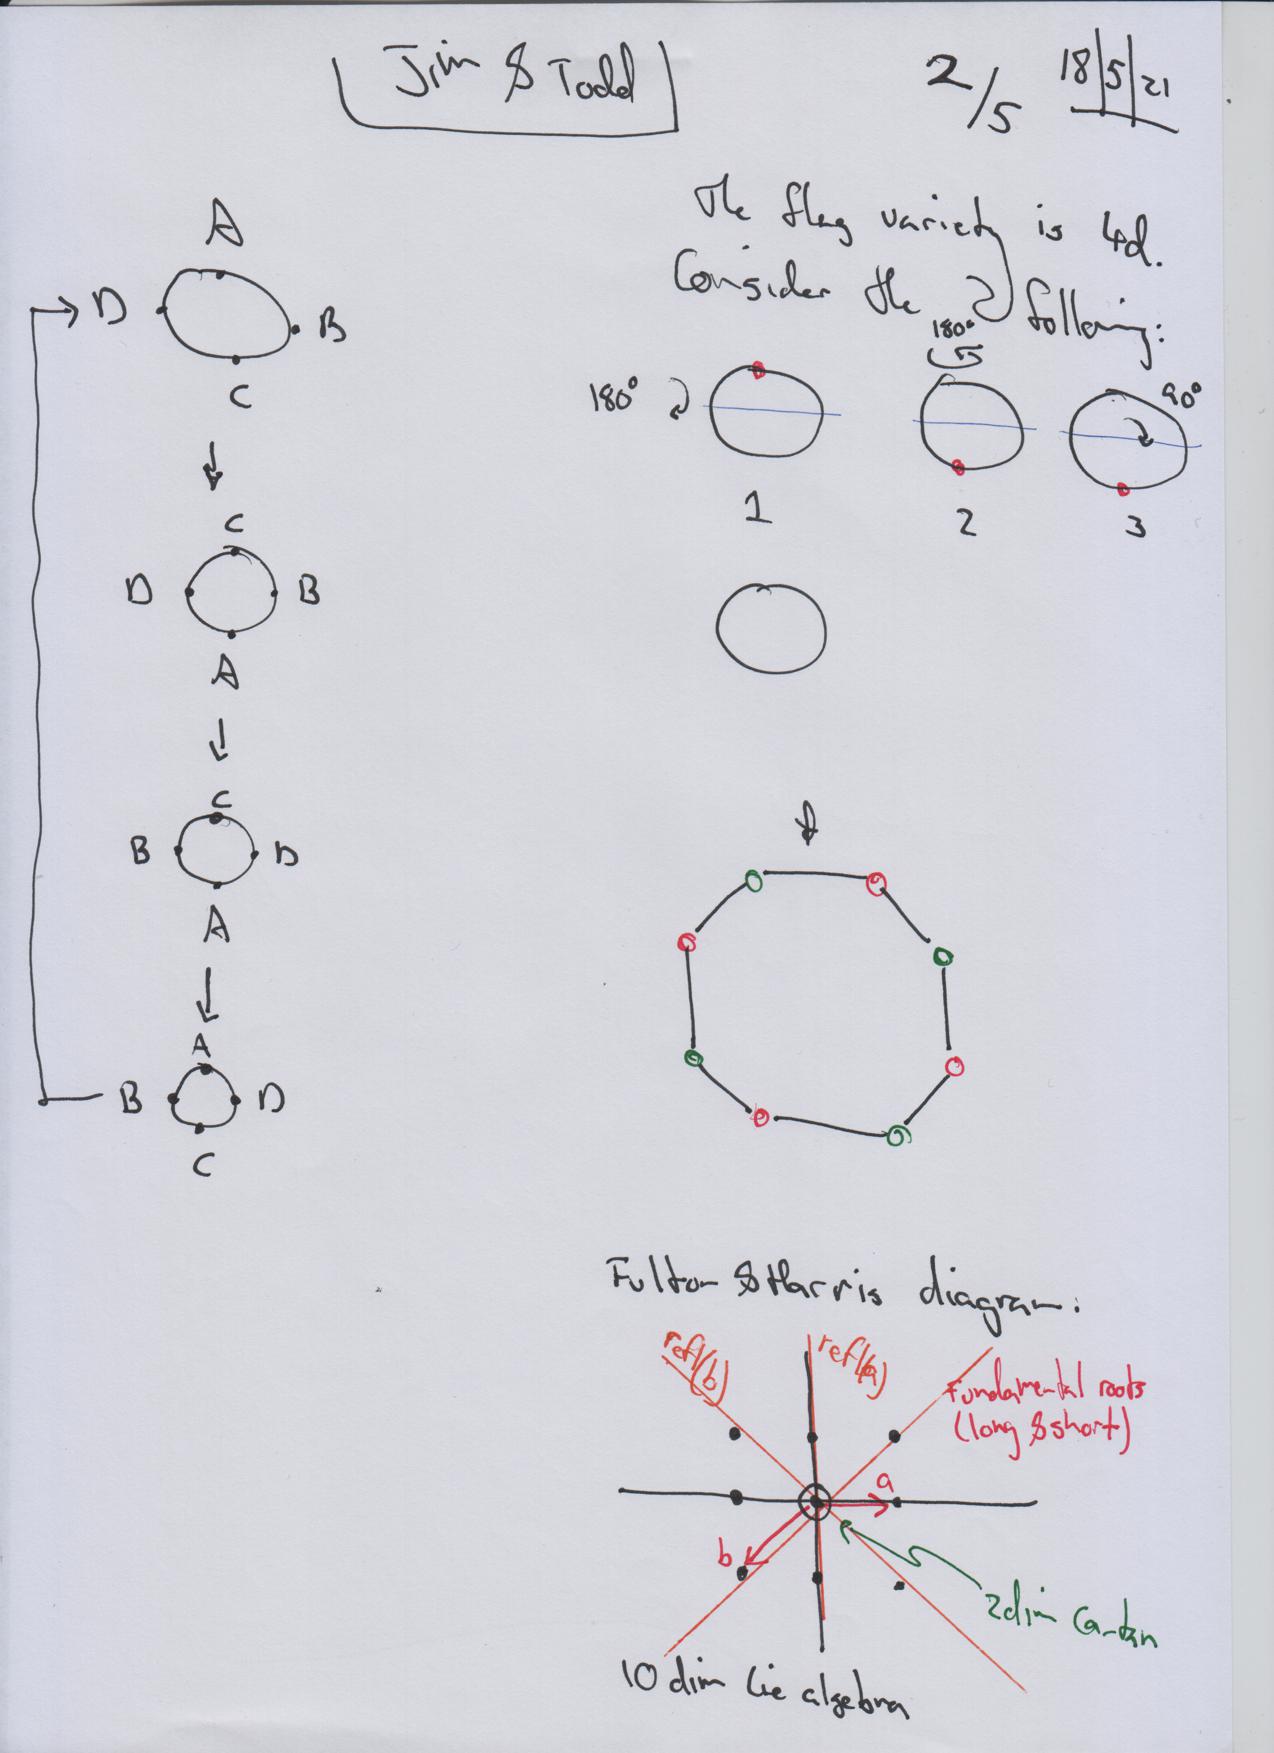 Jim & Todd
2/5
18/5/21
The flag variety is 4d.
Consider the 2 following:
A
D
B
C
180°
180°
90°
1
2
3
C
D
B
A
C
B
D
A
A
B
D
C
Fulton & Harris diagram:
refl(b)
refl(a)
Fundamental roots
(long & short)
a
b
2dim Cartan
10 dim Lie algebra